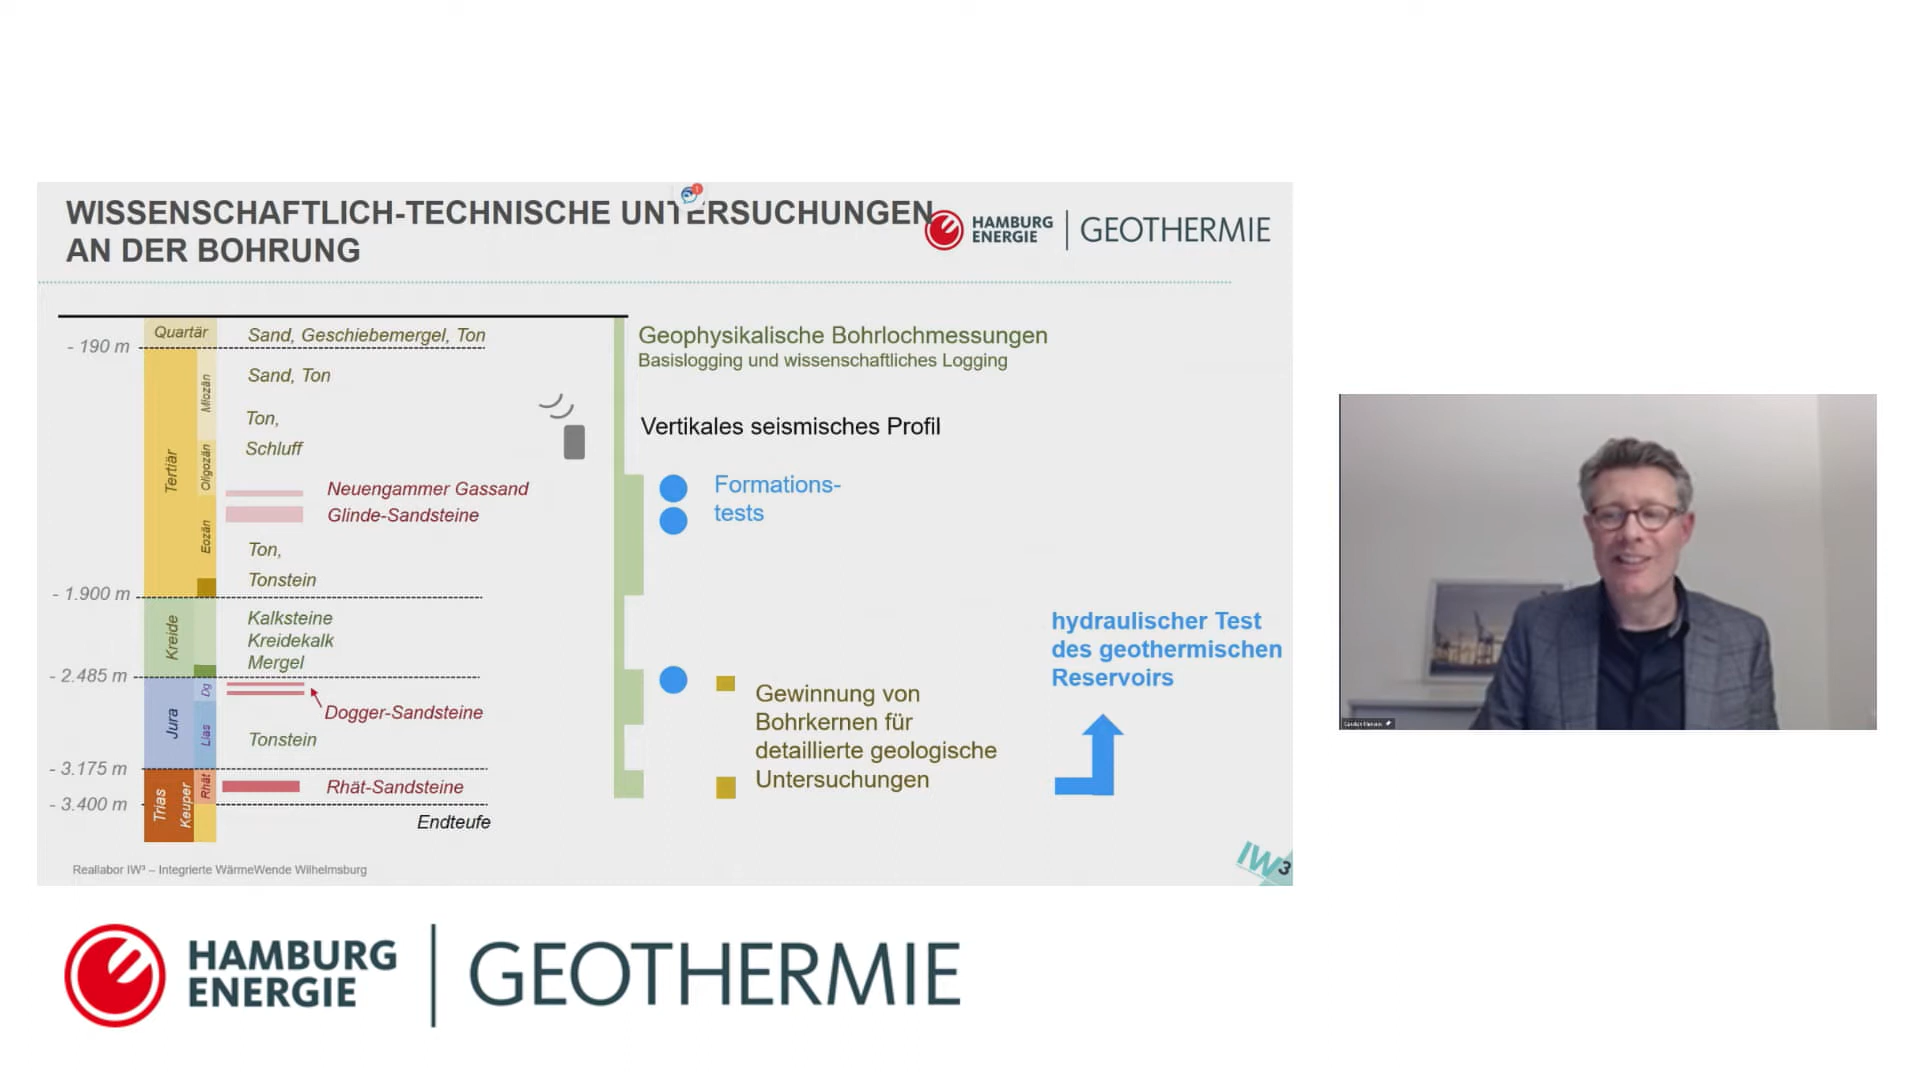 WISSENSCHAFTLICH-TECHNISCHE UNTERSUCHUNGEN
AN DER BOHRUNG
HAMBURG
ENERGIE
GEOTHERMIE
Quartär
Sand, Geschiebemergel, Ton
- 190 m
Miozän
Sand, Ton
Ton,
Schluff
Tertiär
Oligozän
Neuengammer Gassand
Glinde-Sandsteine
Eozän
Ton,
Tonstein
- 1.900 m
Kreide
Kalksteine
Kreidekalk
Mergel
- 2.485 m
Jura
Dg
Dogger-Sandsteine
Lias
Tonstein
- 3.175 m
Trias
Keuper
Rhät
Rhät-Sandsteine
- 3.400 m
Endteufe
Geophysikalische Bohrlochmessungen
Basislogging und wissenschaftliches Logging
Vertikales seismisches Profil
Formations-
tests
Gewinnung von
Bohrkernen für
detaillierte geologische
Untersuchungen
hydraulischer Test
des geothermischen
Reservoirs
Reallabor IW³ – Integrierte WärmeWende Wilhelmsburg
IW3
HAMBURG
ENERGIE
GEOTHERMIE